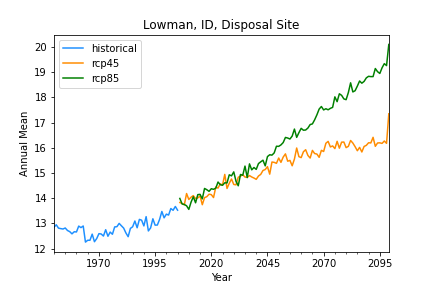 Lowman, ID, Disposal Site
historical
rcp45
rcp85
Annual Mean
20
19
18
17
16
15
14
13
12
1970
1995
2020
2045
2070
2095
Year